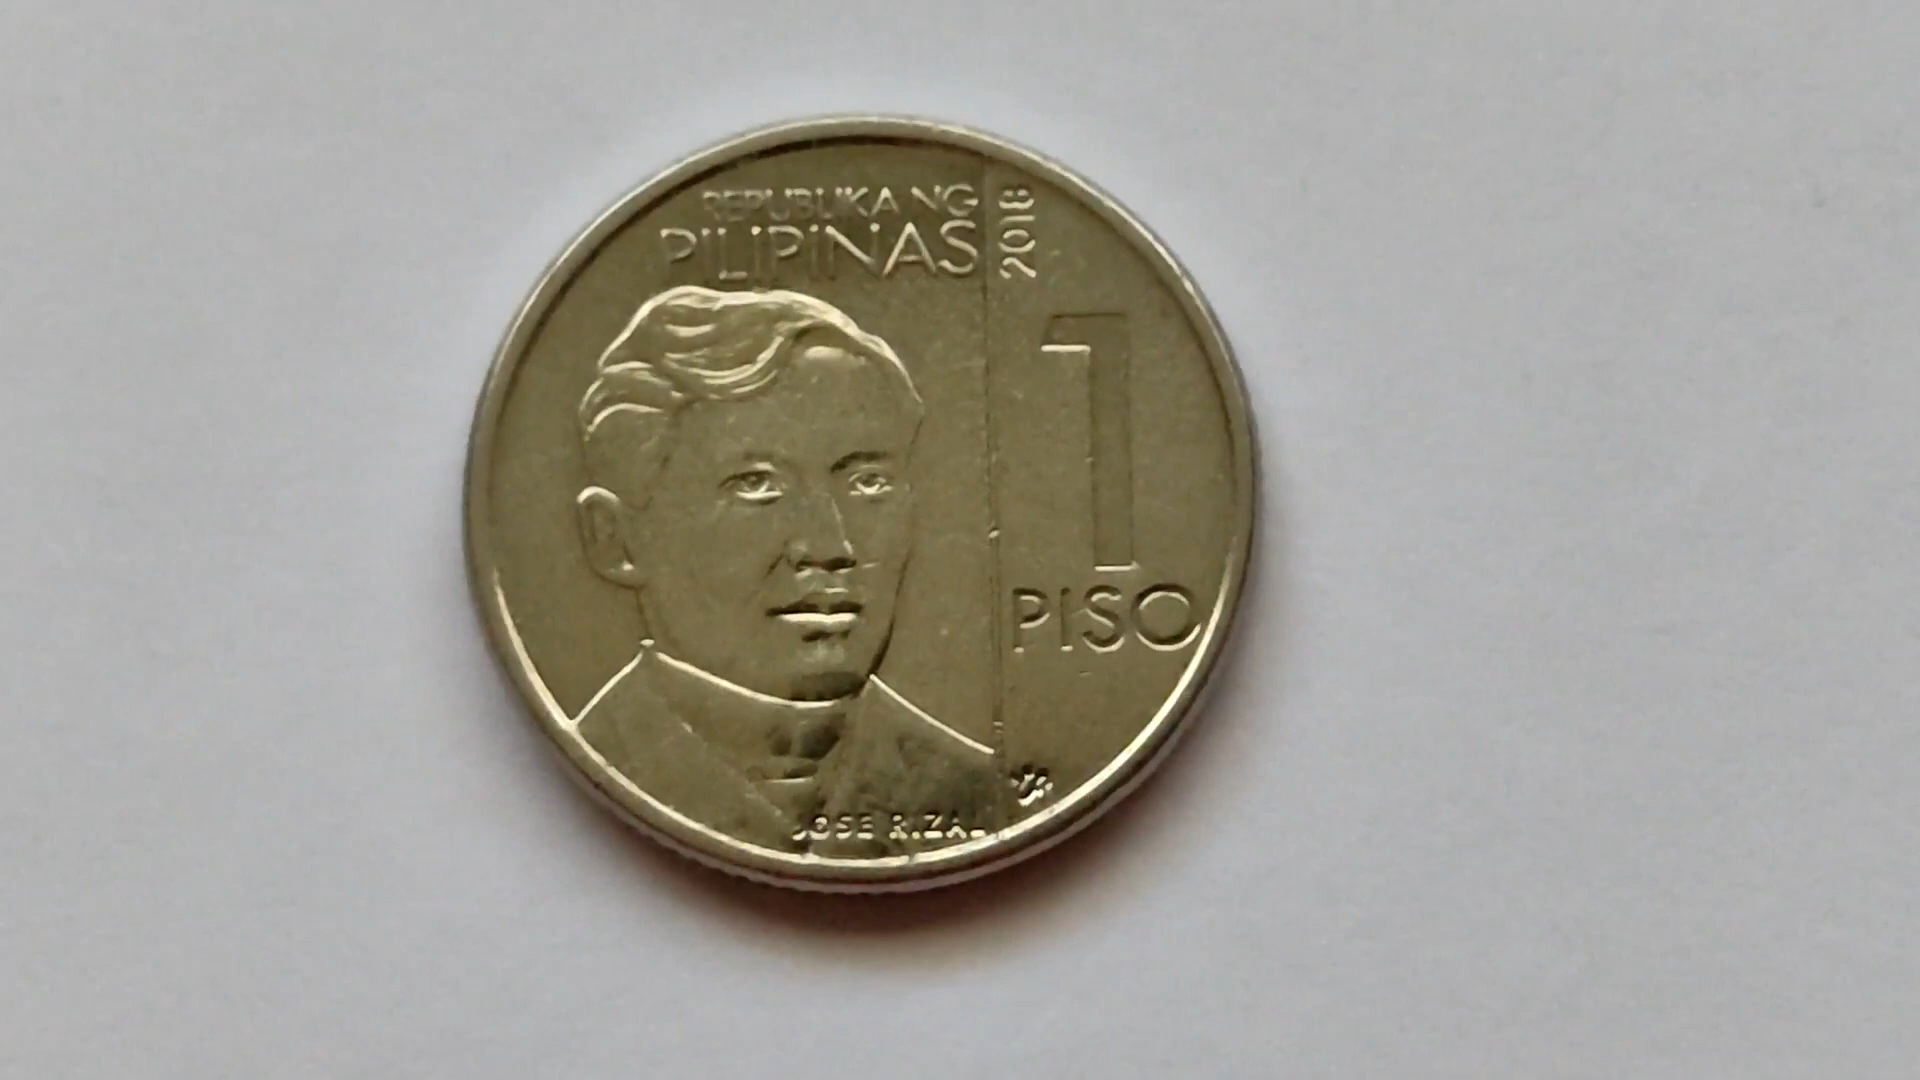 REPUBLIKA NG
PILIPINAS
2018
1
PISO
JOSE RIZAL